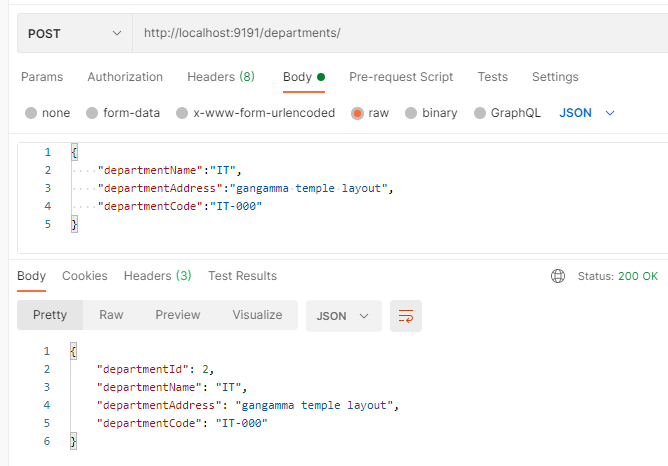 POST http://localhost:9191/departments/
Params Authorization Headers (8) Body Pre-request Script Tests Settings
none form-data x-www-form-urlencoded raw binary GraphQL JSON
1 {
2 ····"departmentName":"IT",
3 ····"departmentAddress":"gangamma·temple·layout",
4 ····"departmentCode":"IT-000"
5 }
Body Cookies Headers (3) Test Results Status: 200 OK
Pretty Raw Preview Visualize JSON
1 {
2 "departmentId": 2,
3 "departmentName": "IT",
4 "departmentAddress": "gangamma temple layout",
5 "departmentCode": "IT-000"
6 }